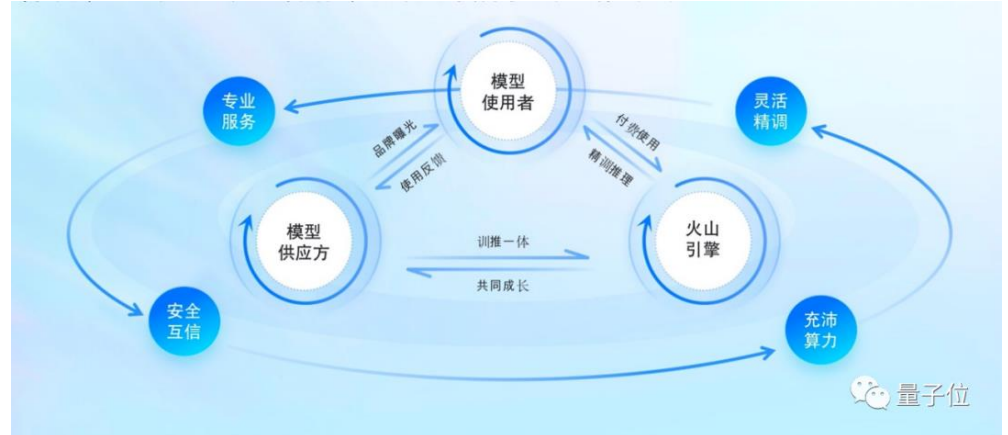 模型
使用者
专业
服务
灵活
精调
品牌曝光
使用反馈
付费使用
精调推理
模型
供应方
火山
引擎
训推一体
共同成长
安全
互信
充沛
算力
量子位